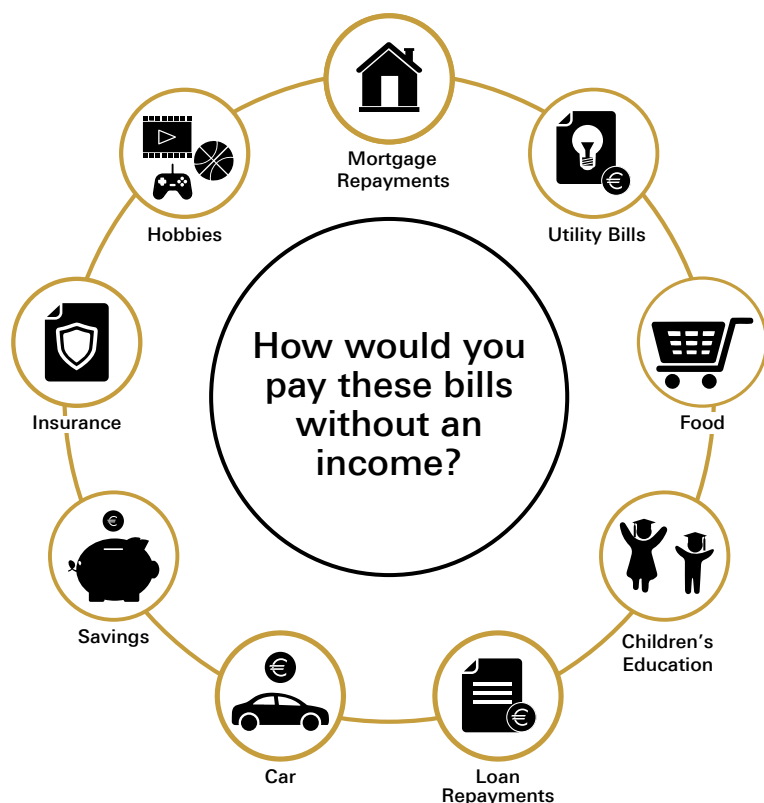 How would you
pay these bills
without an
income?
Mortgage
Repayments
Utility Bills
€
Food
Children's
Education
Loan
Repayments
€
Car
€
Savings
€
Insurance
Hobbies